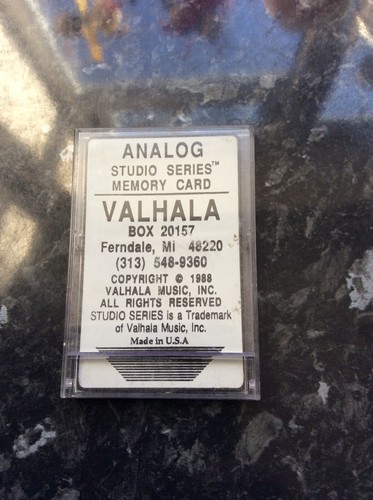 ANALOG
STUDIO SERIES™
MEMORY CARD
VALHALA
BOX 20157
Ferndale, Mi 48220
(313) 548-9360
COPYRIGHT © 1988
VALHALA MUSIC, INC.
ALL RIGHTS RESERVED
STUDIO SERIES is a Trademark
of Valhala Music, Inc.
Made in U.S.A